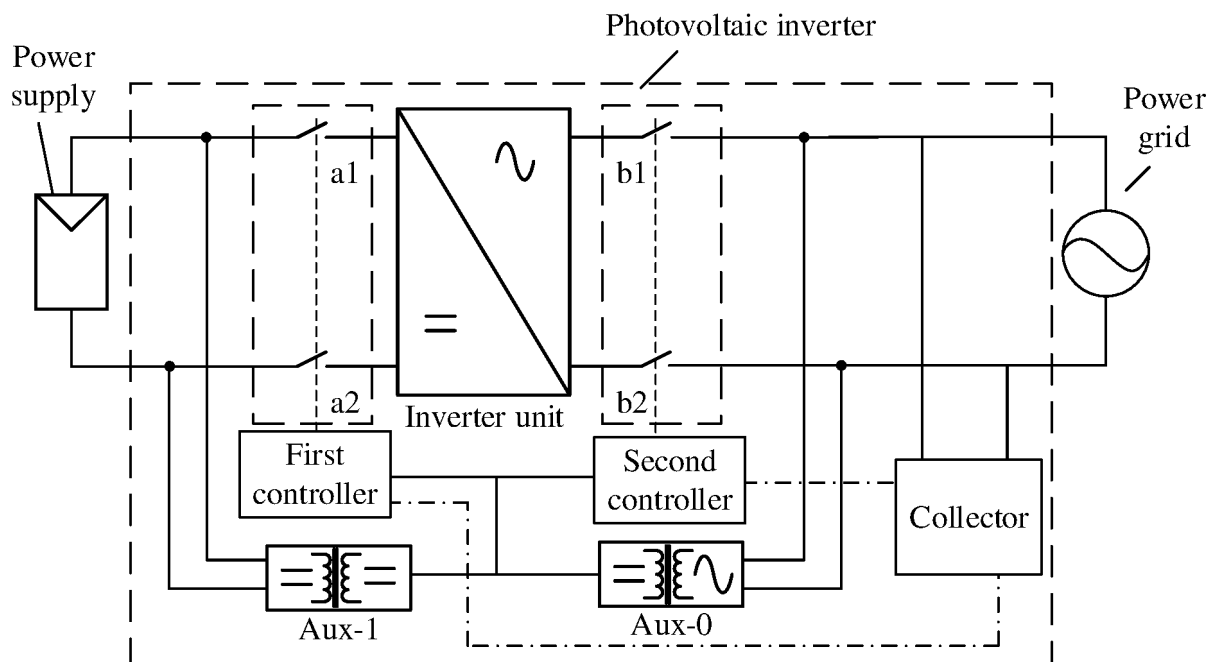 Photovoltaic inverter
Power
supply
Power
grid
a1
b1
a2
Inverter unit
b2
First
controller
Second
controller
Collector
Aux-1
Aux-0